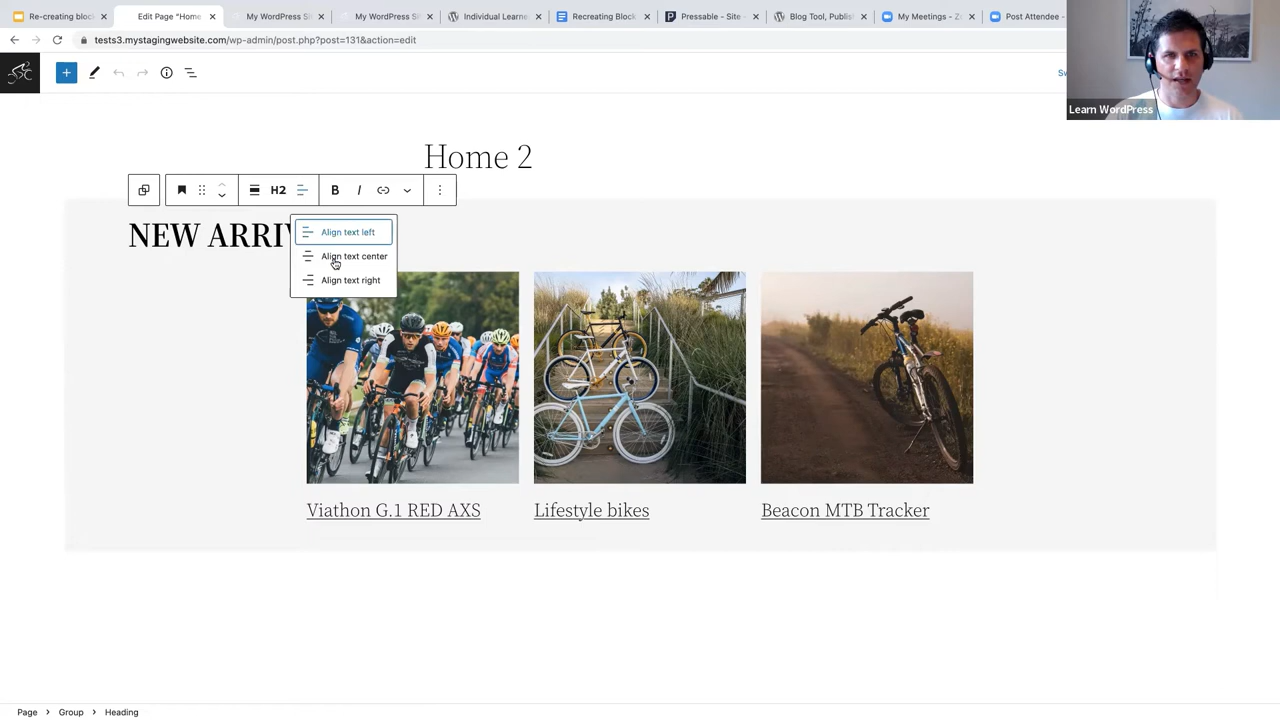 Re-creating block
Edit Page “Home
My WordPress Si
My WordPress Si
Individual Learne
Recreating Block
Pressable - Site -
Blog Tool, Publis
My Meetings - Z
Post Attendee -
tests3.mystagingwebsite.com/wp-admin/post.php?post=131&action=edit
Learn WordPress
Home 2
H2
B
I
NEW ARRIV
Align text left
Align text center
Align text right
Viathon G.1 RED AXS
Lifestyle bikes
Beacon MTB Tracker
Page
Group
Heading